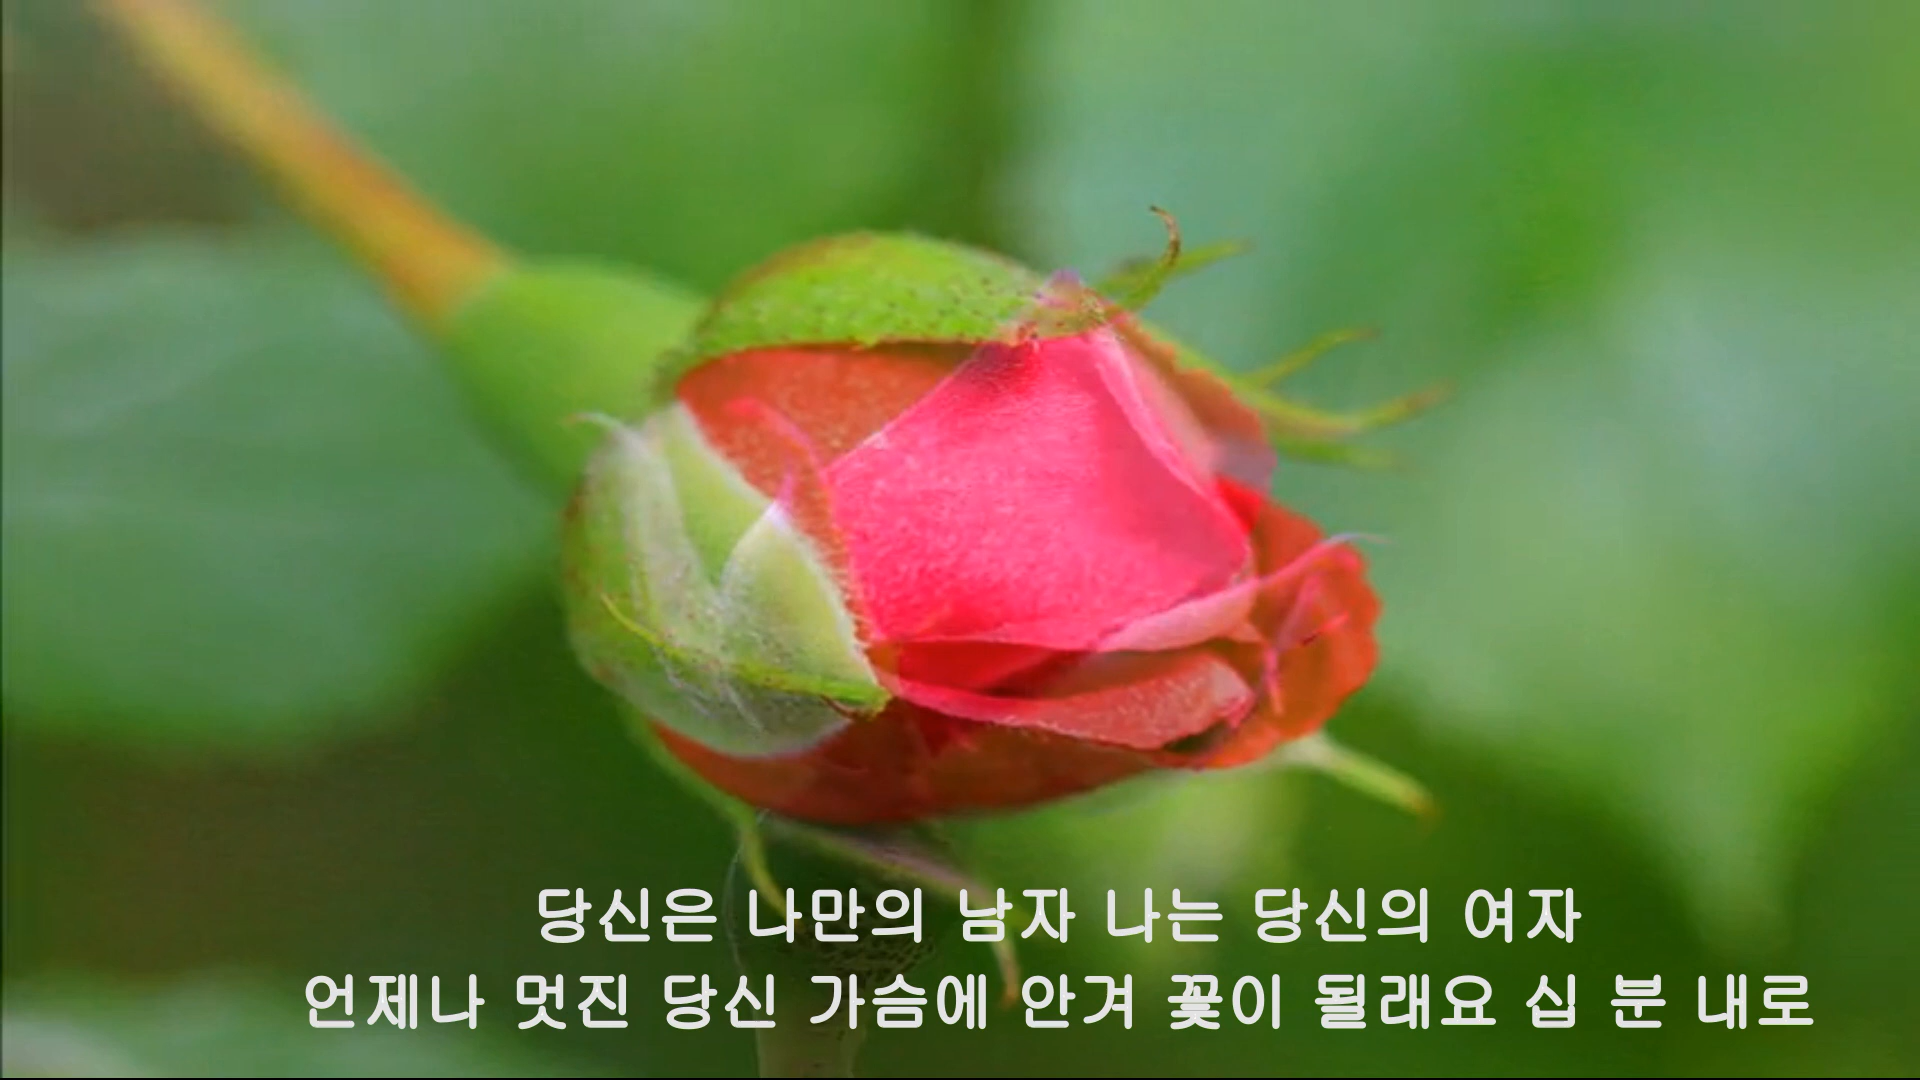 당신은 나만의 남자 나는 당신의 여자
언제나 멋진 당신 가슴에 안겨 꽃이 될래요 십 분 내로